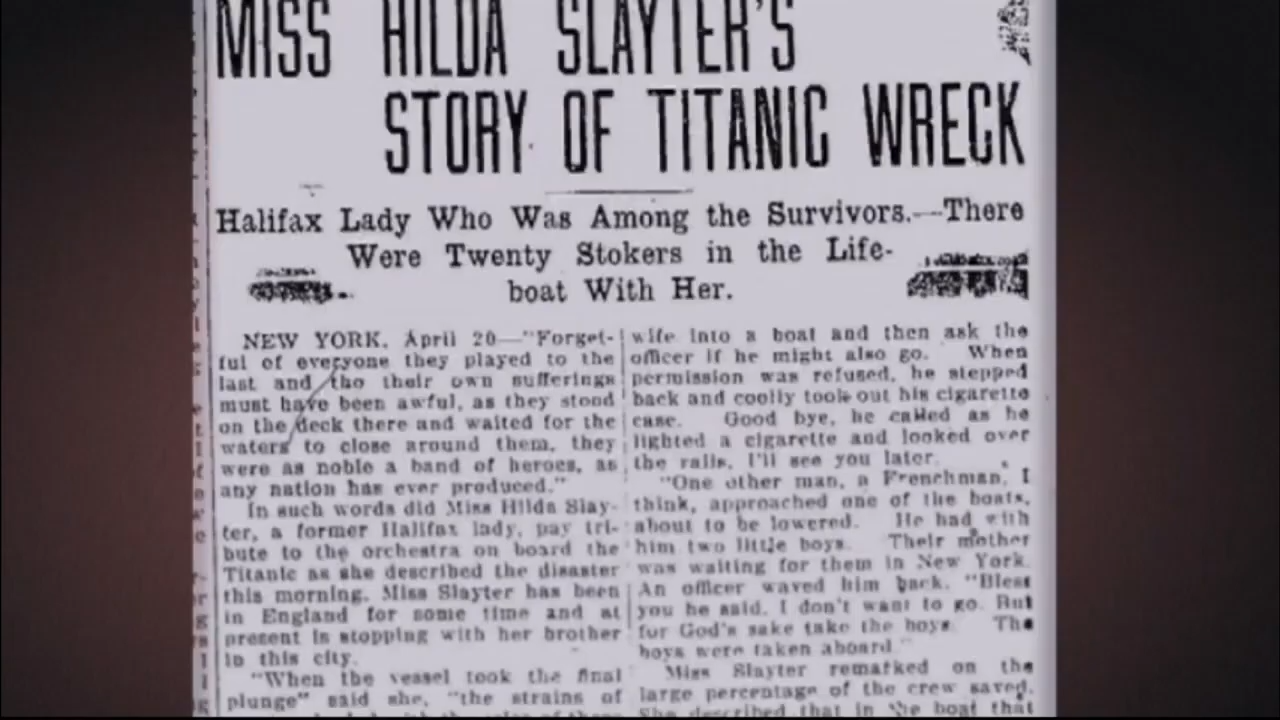 MISS HILDA SLAYTER'S
STORY OF TITANIC WRECK
Halifax Lady Who Was Among the Survivors.—There
Were Twenty Stokers in the Life-
boat With Her.
NEW YORK, April 20—"Forget-
ful of everyone they played to the
last and tho their own sufferings
must have been awful, as they stood
on the deck there and waited for the
waters to close around them, they
were as noble a band of heroes, as
any nation has ever produced."
In such words did Miss Hilda Slay-
ter, a former Halifax lady, pay tri-
bute to the orchestra on board the
Titanic as she described the disaster
this morning. Miss Slayter has been
in England for some time and at
present is stopping with her brother
in this city.
"When the vessel took the final
plunge" said she, "the strains of
wife into a boat and then ask the
officer if he might also go. When
permission was refused, he stepped
back and coolly took out his cigarette
case. Good bye, he called as he
lighted a cigarette and looked over
the rails, I'll see you later.
"One other man, a Frenchman, I
think, approached one of the boats,
about to be lowered. He had with
him two little boys. Their mother
was waiting for them in New York.
An officer waved him back. "Bless
you he said, I don't want to go. But
for God's sake take the boys. The
boys were taken aboard."
Miss Slayter remarked on the
large percentage of the crew saved.
She described that in the boat that